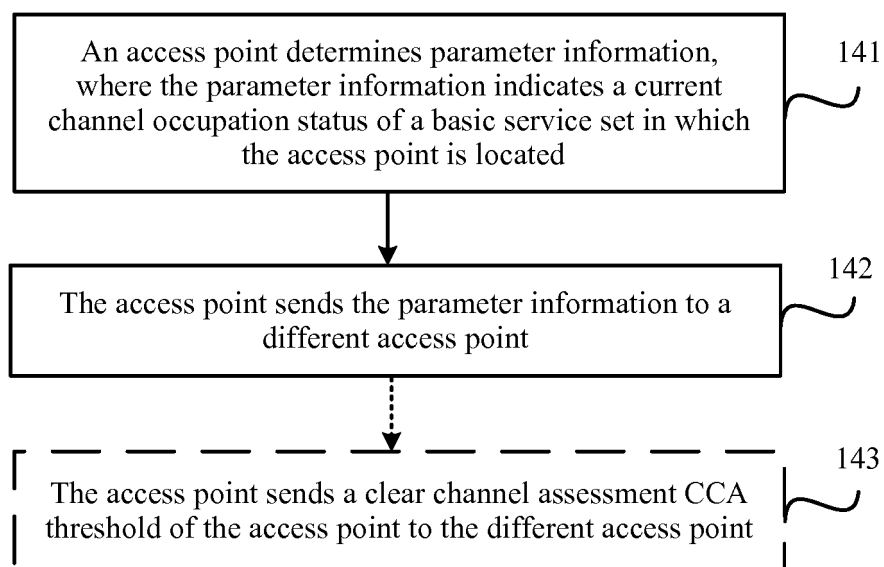 An access point determines parameter information,
where the parameter information indicates a current
channel occupation status of a basic service set in which
the access point is located
141
The access point sends the parameter information to a
different access point
142
The access point sends a clear channel assessment CCA
threshold of the access point to the different access point
143